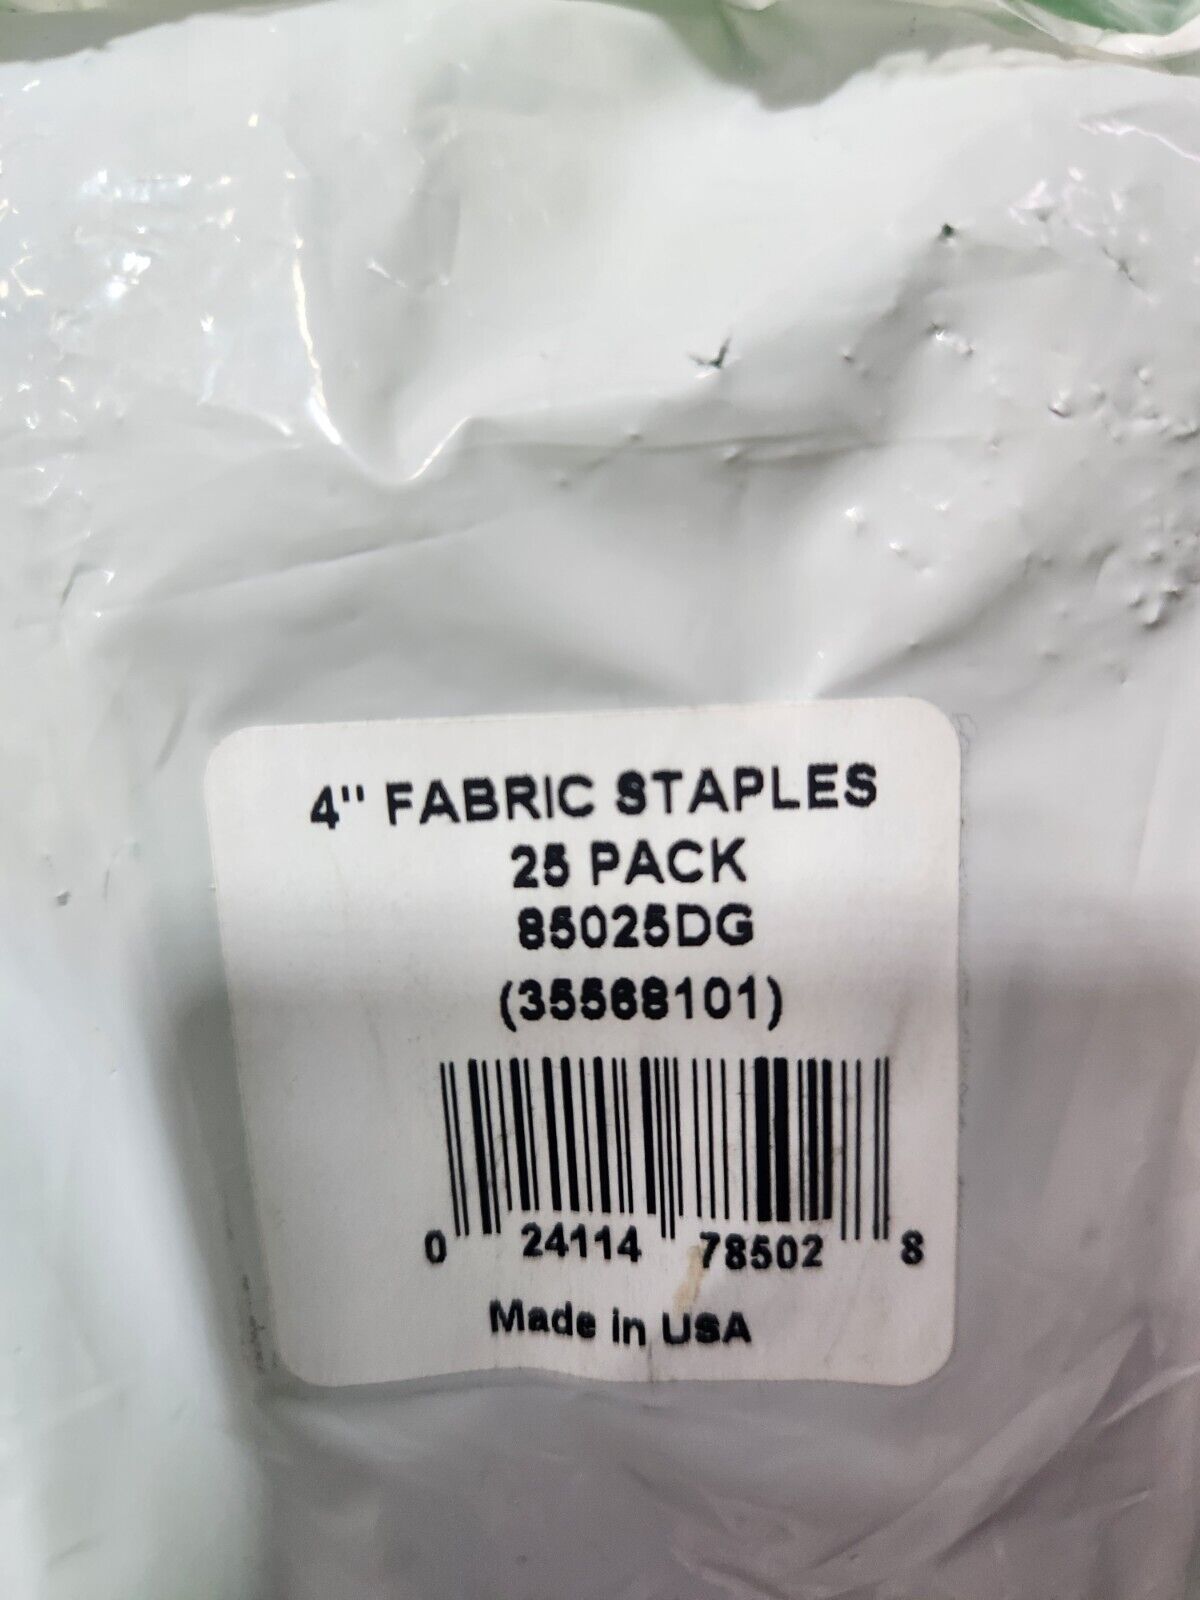 4" FABRIC STAPLES
25 PACK
85025DG
(35568101)
0 24114 78502 8
Made in USA